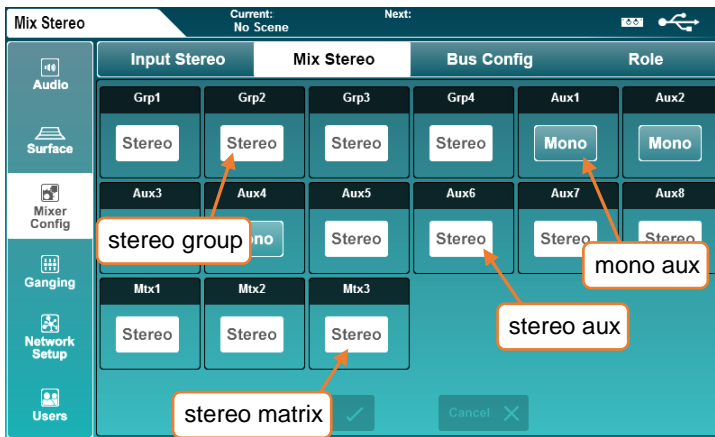 Mix Stereo
Current:
No Scene
Next:
Input Stereo Mix Stereo Bus Config Role
Audio
Surface
Mixer
Config
Ganging
Network
Setup
Users
Grp1 Grp2 Grp3 Grp4 Aux1 Aux2
Stereo Stereo Stereo Stereo Mono Mono
Aux3 Aux4 Aux5 Aux6 Aux7 Aux8
Stereo Stereo Stereo Stereo
stereo group
mono aux
Mtx1 Mtx2 Mtx3
Stereo Stereo Stereo
stereo aux
stereo matrix
Cancel